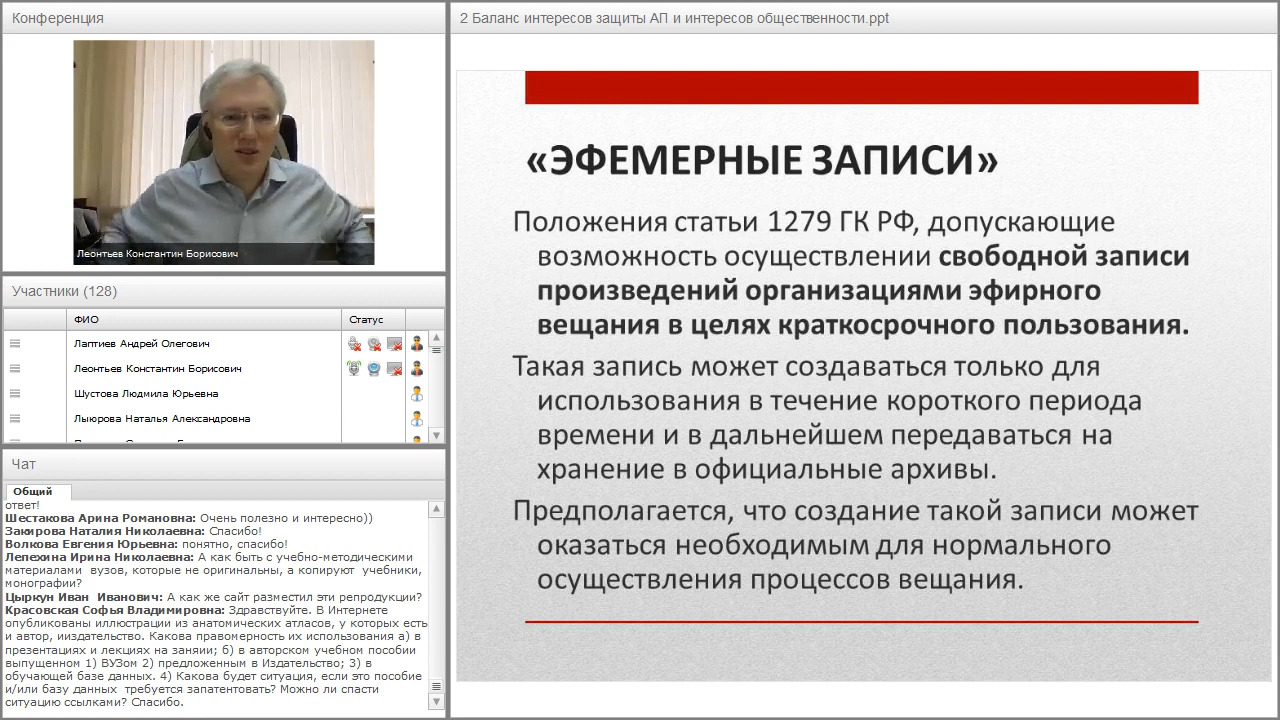 Конференция
Леонтьев Константин Борисович
Участники (128)
ФИО
Статус
Лаптиев Андрей Олегович
Леонтьев Константин Борисович
Шустова Людмила Юрьевна
Лыюрова Наталья Александровна
Чат
Общий
ответ!
Шестакова Арина Романовна: Очень полезно и интересно))
Закирова Наталия Николаевна: Спасибо!
Волкова Евгения Юрьевна: понятно, спасибо!
Лепехина Ирина Николаевна: А как быть с учебно-методическими
материалами вузов, которые не оригинальны, а копируют учебники,
монографии?
Цыркун Иван Иванович: А как же сайт разместил эти репродукции?
Красовская Софья Владимировна: Здравствуйте. В Интернете
опубликованы иллюстрации из анатомических атласов, у которых есть
и автор, ииздательство. Какова правомерность их использования а) в
презентациях и лекциях на заняии; б) в авторском учебном пособии
выпущенном 1) ВУЗом 2) предложенным в Издательство; 3) в
обучающей базе данных. 4) Какова будет ситуация, если это пособие
и/или базу данных требуется запатентовать? Можно ли спасти
ситуацию ссылками? Спасибо.
2 Баланс интересов защиты АП и интересов общественности.ppt
«ЭФЕМЕРНЫЕ ЗАПИСИ»
Положения статьи 1279 ГК РФ, допускающие
возможность осуществлении свободной записи
произведений организациями эфирного
вещания в целях краткосрочного пользования.
Такая запись может создаваться только для
использования в течение короткого периода
времени и в дальнейшем передаваться на
хранение в официальные архивы.
Предполагается, что создание такой записи может
оказаться необходимым для нормального
осуществления процессов вещания.